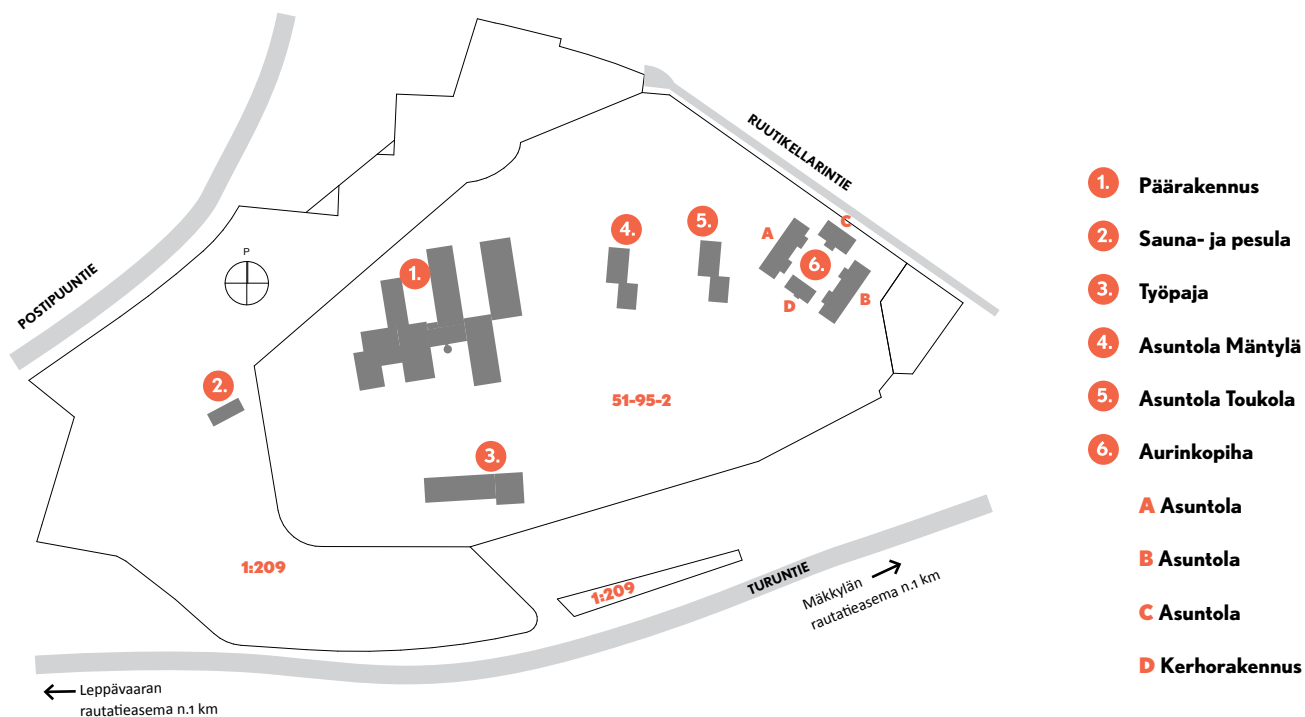 RUUTIKELLARINTIE
POSTIPUUNTIE
P
1.
4.
5.
A
C
6.
D
B
2.
51-95-2
3.
1:209
1:209
TURUNTIE
Mäkkylän
rautatieasema n.1 km
Leppävaaran
rautatieasema n.1 km
1. Päärakennus
2. Sauna- ja pesula
3. Työpaja
4. Asuntola Mäntylä
5. Asuntola Toukola
6. Aurinkopiha
A Asuntola
B Asuntola
C Asuntola
D Kerhorakennus